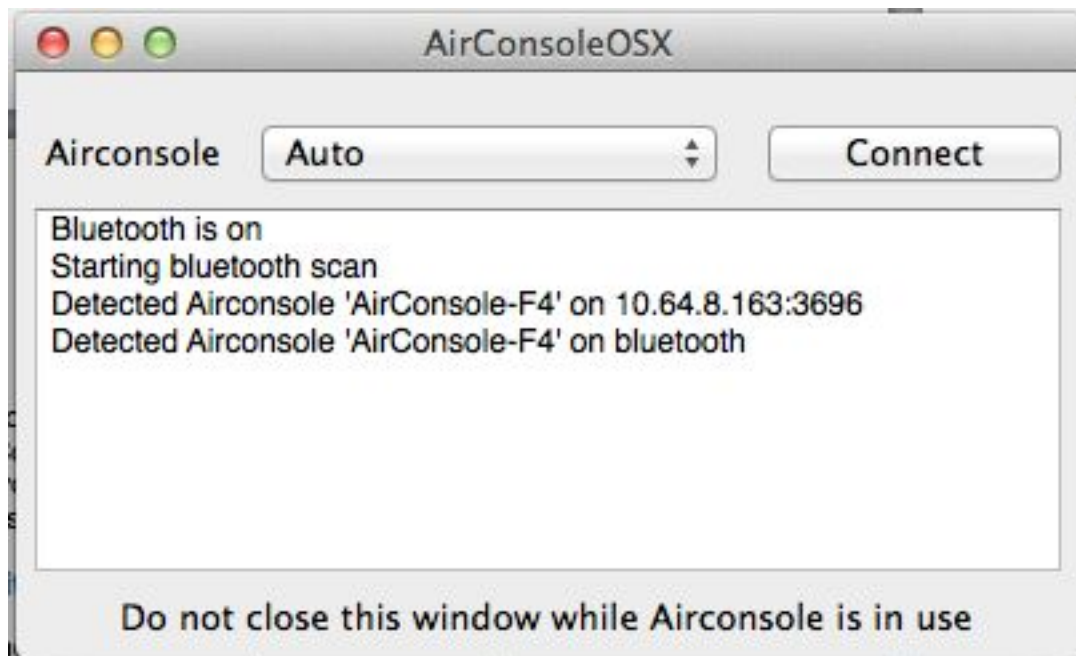 AirConsoleOSX
Airconsole Auto Connect
Bluetooth is on
Starting bluetooth scan
Detected Airconsole 'AirConsole-F4' on 10.64.8.163:3696
Detected Airconsole 'AirConsole-F4' on bluetooth
Do not close this window while Airconsole is in use